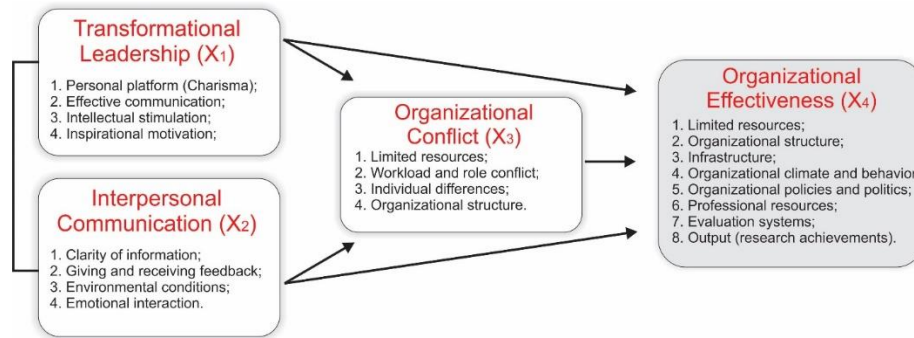 Transformational
Leadership (X1)
1. Personal platform (Charisma);
2. Effective communication;
3. Intellectual stimulation;
4. Inspirational motivation;
Interpersonal
Communication (X2)
1. Clarity of information;
2. Giving and receiving feedback;
3. Environmental conditions;
4. Emotional interaction.
Organizational
Conflict (X3)
1. Limited resources;
2. Workload and role conflict;
3. Individual differences;
4. Organizational structure.
Organizational
Effectiveness (X4)
1. Limited resources;
2. Organizational structure;
3. Infrastructure;
4. Organizational climate and behavior
5. Organizational policies and politics;
6. Professional resources;
7. Evaluation systems;
8. Output (research achievements).